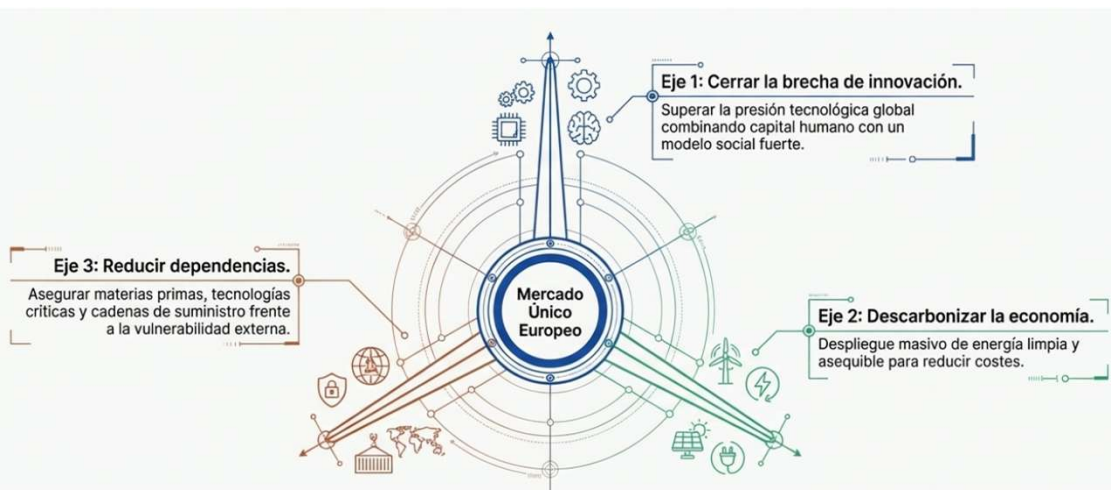 Eje 1: Cerrar la brecha de innovación.
Superar la presión tecnológica global
combinando capital humano con un
modelo social fuerte.
Eje 3: Reducir dependencias.
Asegurar materias primas, tecnologías
críticas y cadenas de suministro frente
a la vulnerabilidad externa.
Mercado
Único
Europeo
Eje 2: Descarbonizar la economía.
Despliegue masivo de energía limpia y
asequible para reducir costes.